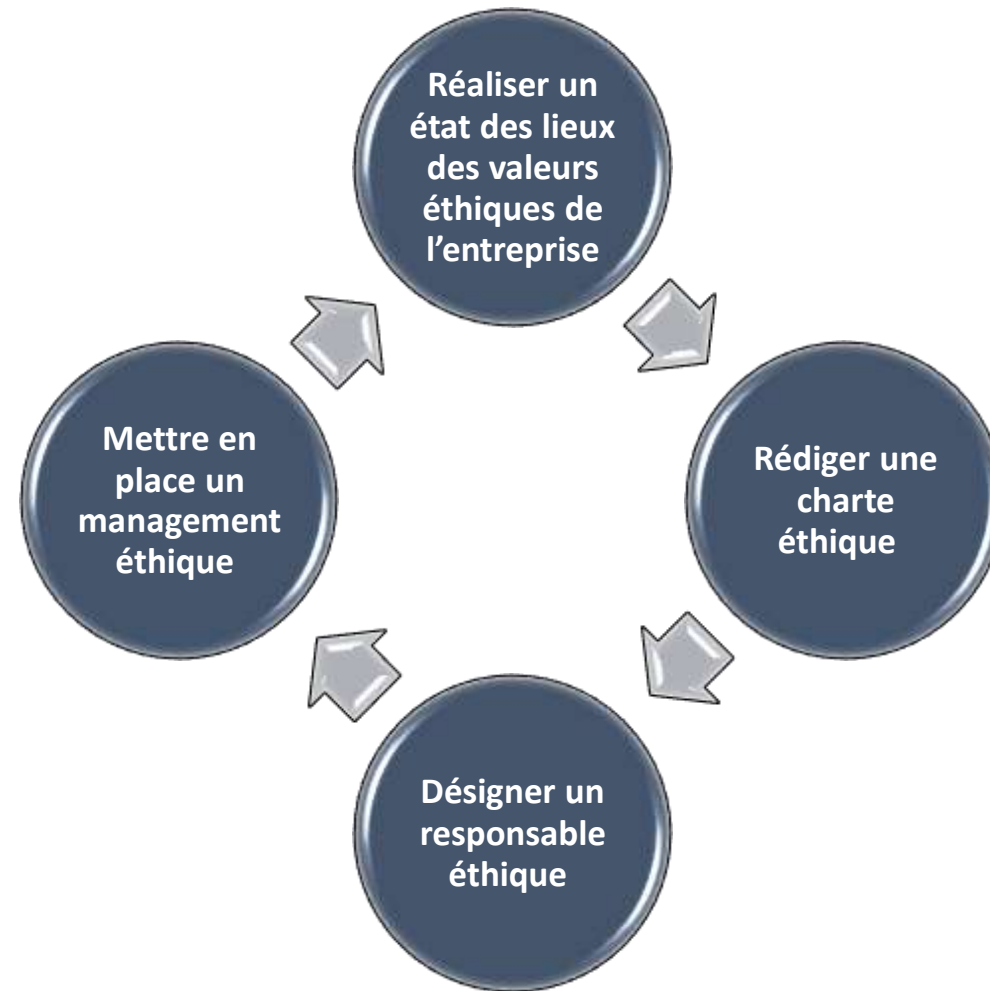 Réaliser un
état des lieux
des valeurs
éthiques de
l'entreprise
Rédiger une
charte
éthique
Désigner un
responsable
éthique
Mettre en
place un
management
éthique